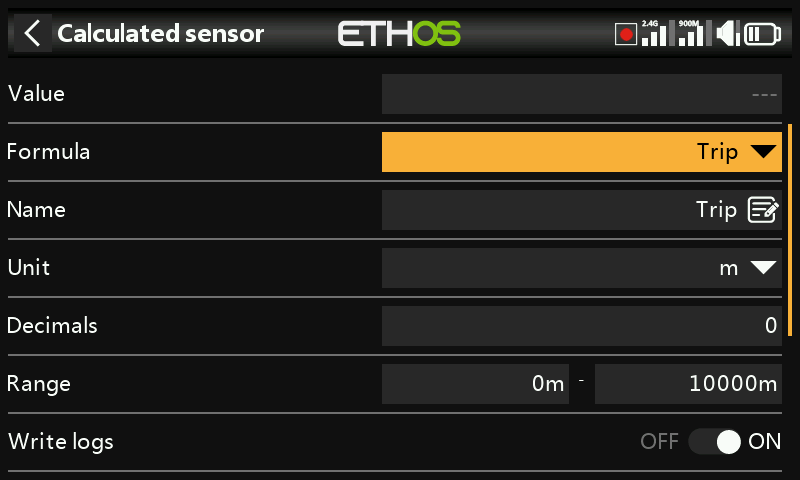 Calculated sensor ETHOS 2.4G 900M
Value ---
Formula Trip
Name Trip
Unit m
Decimals 0
Range 0m - 10000m
Write logs OFF ON